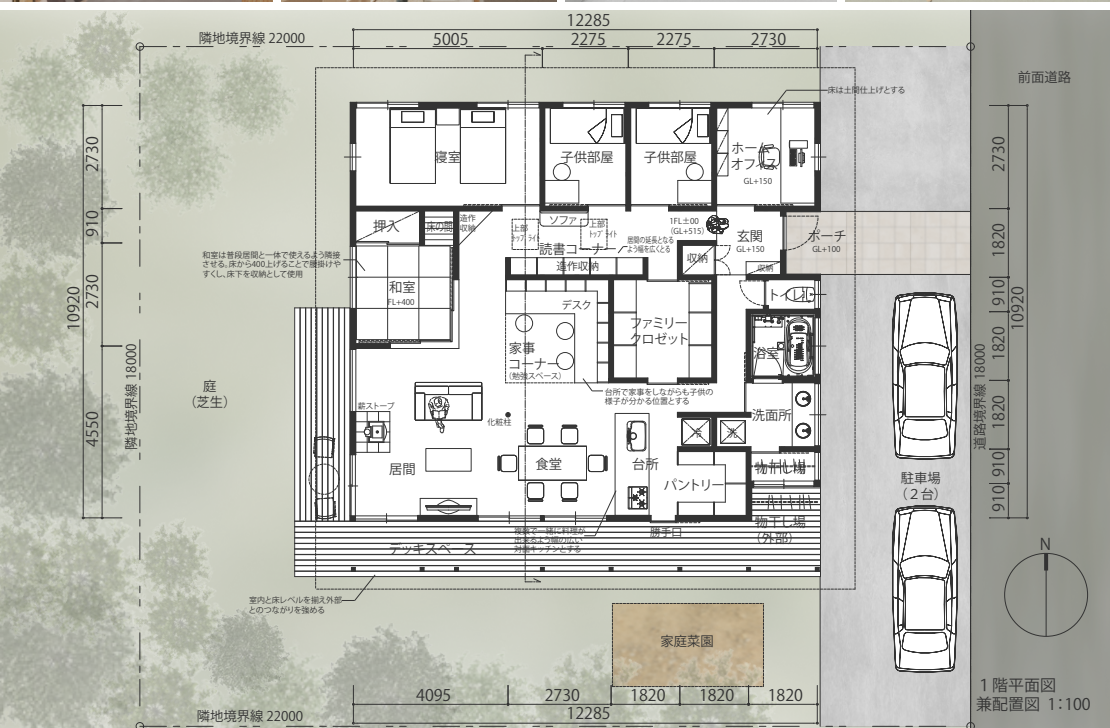 12285
隣地境界線 22000
5005
2275
2275
2730
前面道路
床は土間仕上げとする
2730
910
2730
4550
10920
隣地境界線 18000
寝室
子供部屋
子供部屋
ホーム
オフィス
GL+150
押入
床の間
造作
収納
上部
トップライト
ソファ
上部
トップライト
読書コーナー
造作収納
1FL±00
(GL+515)
居間の延長となる
よう幅を広くとる
玄関
GL+150
収納
収納
ポーチ
GL+100
和室は普段居間と一体で使えるよう隣接
させる。床から400上げることで腰掛けや
すくし、床下を収納として使用
和室
FL+400
デスク
家事
コーナー
(勉強スペース)
ファミリー
クロゼット
トイレ
浴室
台所で家事をしながらも子供の
様子が分かる位置とする
洗面所
庭
(芝生)
薪ストーブ
化粧柱
居間
食堂
台所
冷
洗
パントリー
物干し場
物干し場
(外部)
複数で一緒に料理が
出来るよう幅の広い
対面キッチンとする
勝手口
デッキスペース
室内と床レベルを揃え外部
とのつながりを強める
家庭菜園
駐車場
(2台)
道路境界線 18000
2730
1820
910
1820
1820
910
910
10920
N
4095
2730
1820
1820
1820
12285
隣地境界線 22000
1階平面図
兼配置図 1:100